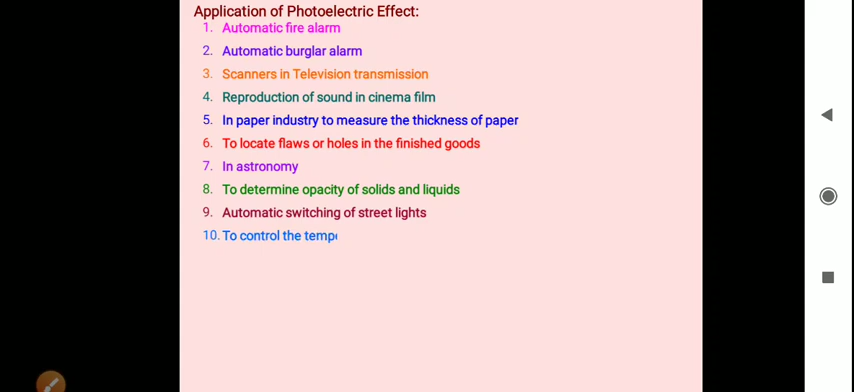 Application of Photoelectric Effect:
1. Automatic fire alarm
2. Automatic burglar alarm
3. Scanners in Television transmission
4. Reproduction of sound in cinema film
5. In paper industry to measure the thickness of paper
6. To locate flaws or holes in the finished goods
7. In astronomy
8. To determine opacity of solids and liquids
9. Automatic switching of street lights
10. To control the temp